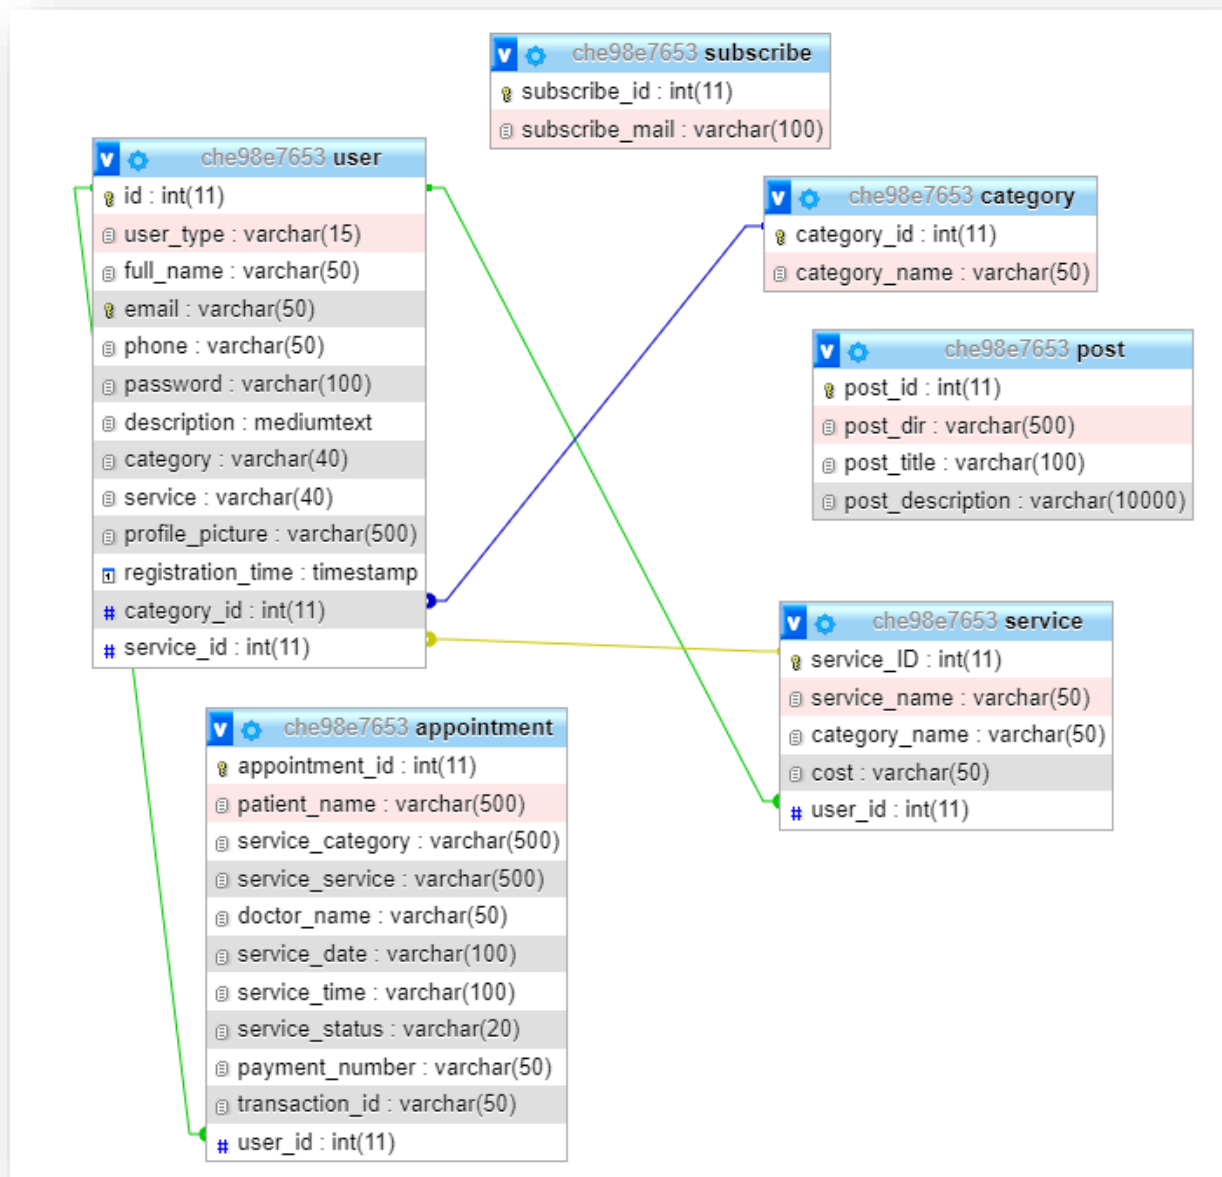 v che98e7653 subscribe
subscribe_id : int(11)
subscribe_mail : varchar(100)
v che98e7653 user
id : int(11)
user_type : varchar(15)
full_name : varchar(50)
email : varchar(50)
phone : varchar(50)
password : varchar(100)
description : mediumtext
category : varchar(40)
service : varchar(40)
profile_picture : varchar(500)
registration_time : timestamp
# category_id : int(11)
# service_id : int(11)
v che98e7653 category
category_id : int(11)
category_name : varchar(50)
v che98e7653 post
post_id : int(11)
post_dir : varchar(500)
post_title : varchar(100)
post_description : varchar(10000)
v che98e7653 service
service_ID : int(11)
service_name : varchar(50)
category_name : varchar(50)
cost : varchar(50)
# user_id : int(11)
v che98e7653 appointment
appointment_id : int(11)
patient_name : varchar(500)
service_category : varchar(500)
service_service : varchar(500)
doctor_name : varchar(50)
service_date : varchar(100)
service_time : varchar(100)
service_status : varchar(20)
payment_number : varchar(50)
transaction_id : varchar(50)
# user_id : int(11)